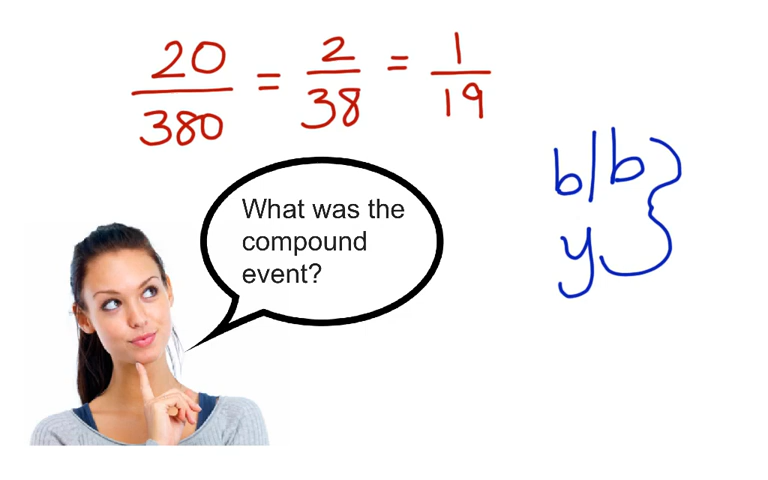 20/380 = 2/38 = 1/19
What was the
compound
event?
b/b }
y